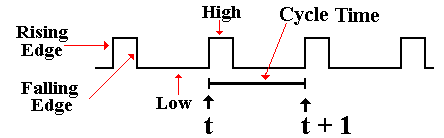 High
Cycle Time
Rising
Edge
Falling
Edge
Low
t
t + 1